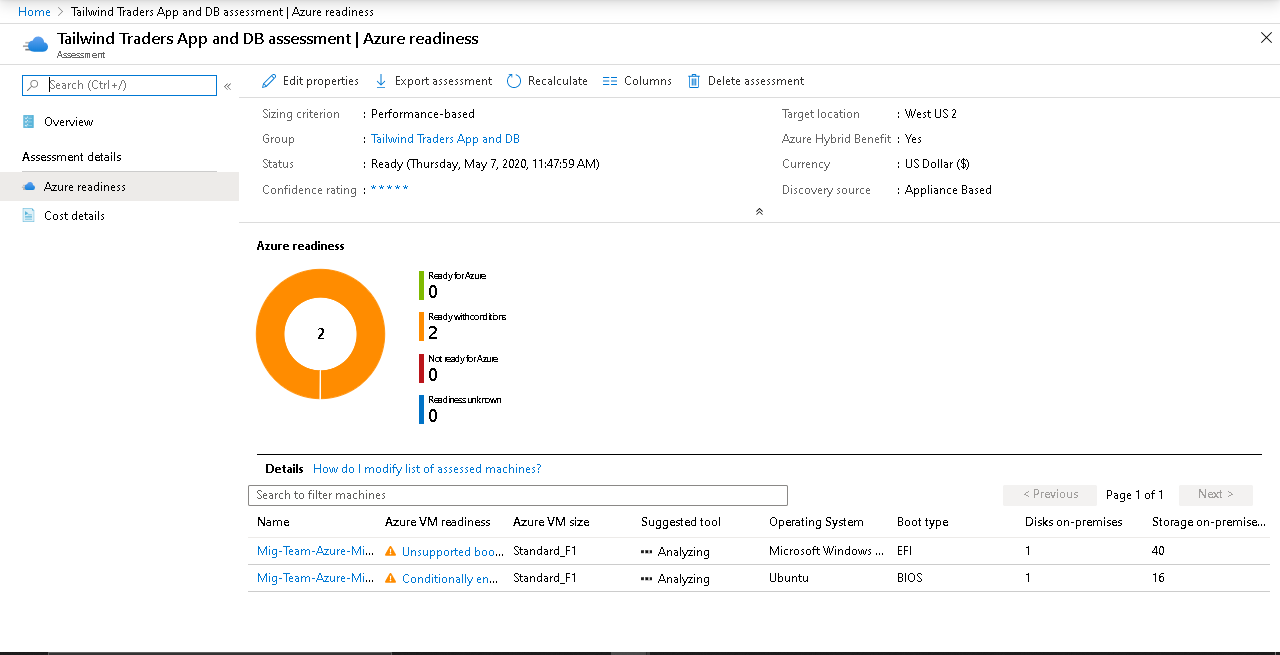 Home > Tailwind Traders App and DB assessment | Azure readiness
Tailwind Traders App and DB assessment | Azure readiness
Assessment
Search (Ctrl+/)
«
Edit properties Export assessment Recalculate Columns Delete assessment
Overview
Assessment details
Azure readiness
Cost details
Sizing criterion : Performance-based Target location : West US 2
Group : Tailwind Traders App and DB Azure Hybrid Benefit : Yes
Status : Ready (Thursday, May 7, 2020, 11:47:59 AM) Currency : US Dollar ($)
Confidence rating : * * * * * Discovery source : Appliance Based
Azure readiness
2
Ready for Azure
0
Ready with conditions
2
Not ready for Azure
0
Readiness unknown
0
Details How do I modify list of assessed machines?
Search to filter machines < Previous Page 1 of 1 Next >
Name Azure VM readiness Azure VM size Suggested tool Operating System Boot type Disks on-premises Storage on-premise...
Mig-Team-Azure-Mi... Unsupported boo... Standard_F1 Analyzing Microsoft Windows ... EFI 1 40
Mig-Team-Azure-Mi... Conditionally en... Standard_F1 Analyzing Ubuntu BIOS 1 16